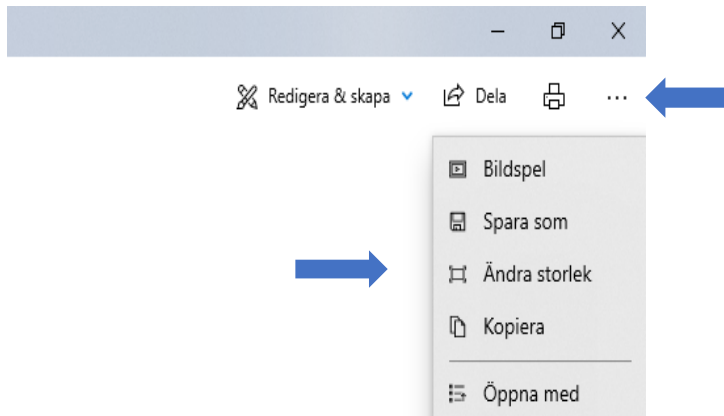 Redigera & skapa Dela
Bildspel
Spara som
Ändra storlek
Kopiera
Öppna med